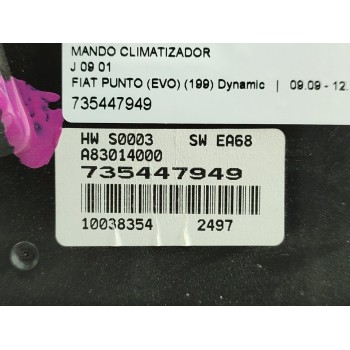 MANDO CLIMATIZADOR
J 09 01
FIAT PUNTO (EVO) (199) Dynamic | 09.09 - 12.
735447949
HW S0003 SW EA68
A83014000
735447949
10038354 2497